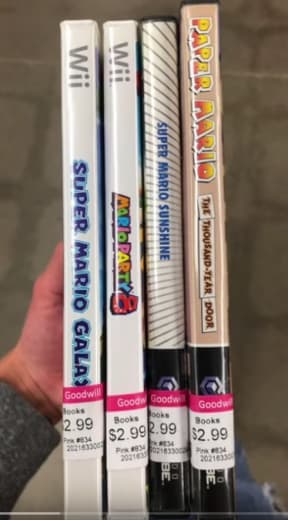 Wii
SUPER MARIO GALAX
Goodwill
Books
2.99
Pink #834
Wii
MARIO PARTY 8
Goodwill
Books
$2.99
Pink #834
SUPER MARIO SUNSHINE
Goodwill
Books
2.99
Pink #834
PAPER MARIO
THE THOUSAND-YEAR DOOR
Goodwill
Books
$2.99
Pink #834